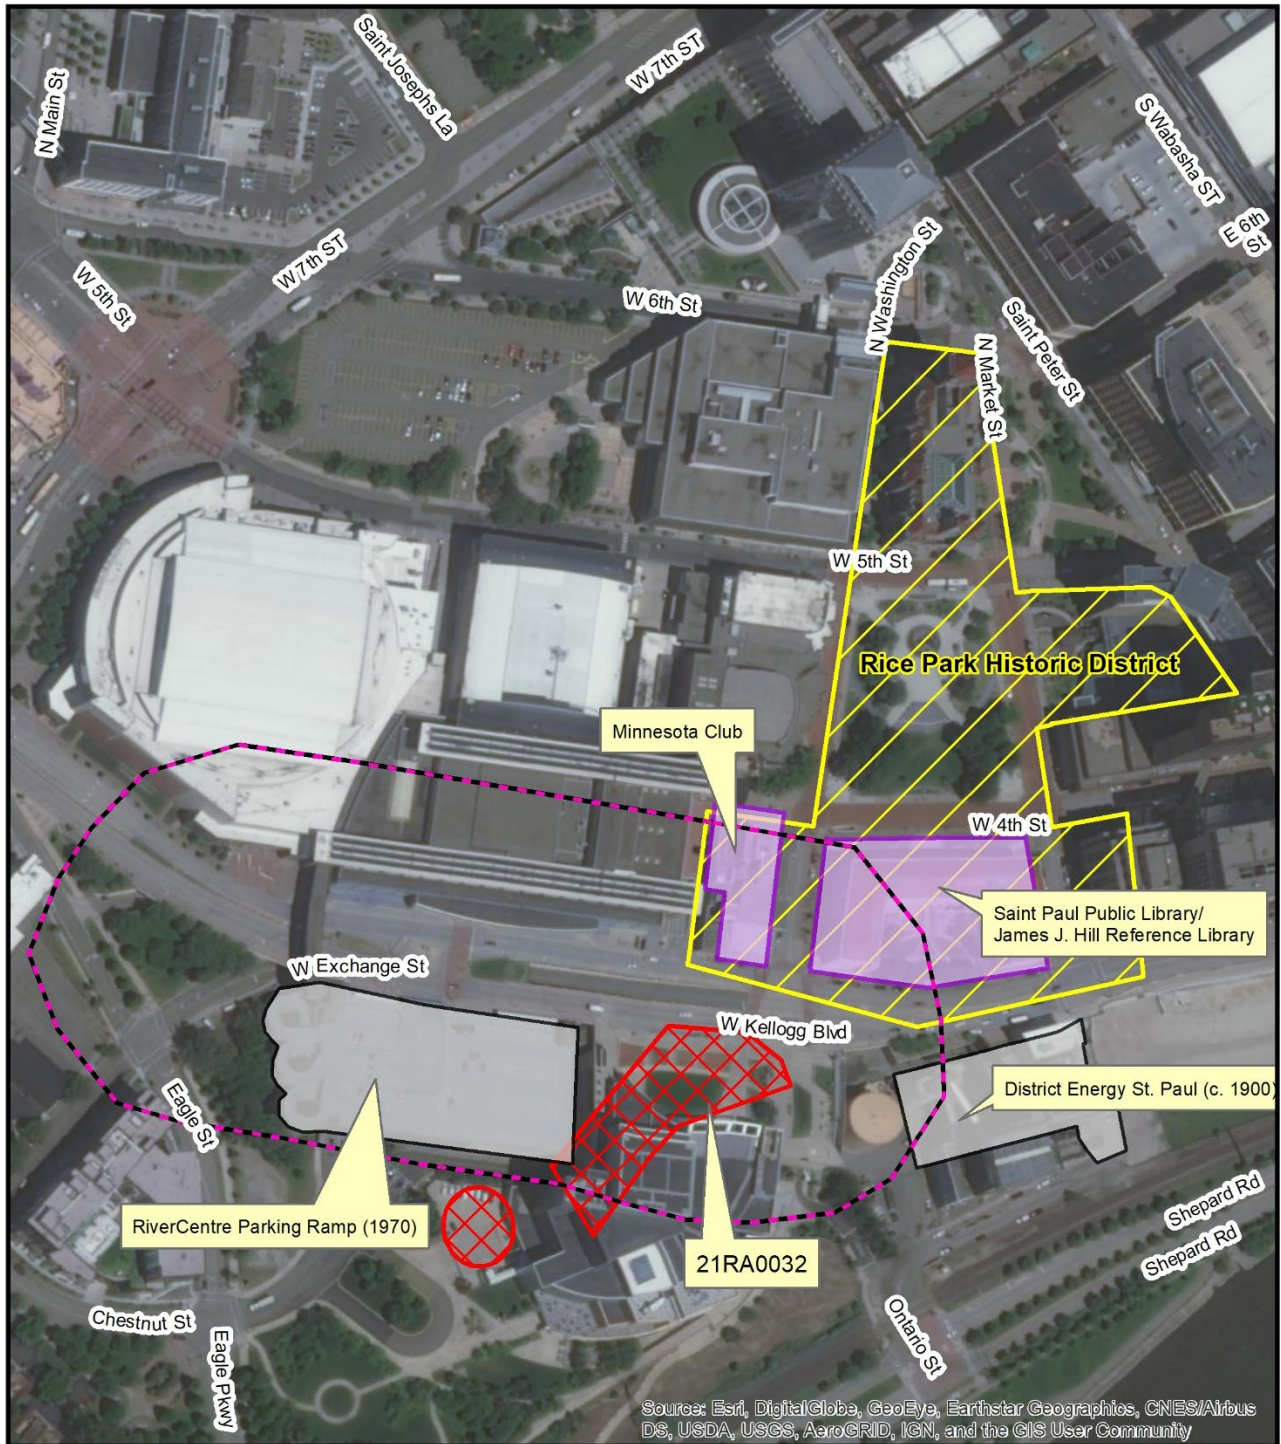 Saint Josephs La
W 7th ST
N Main St
S Wabasha ST
E 6th
St
W 7th ST
W 5th St
W 6th St
N Washington St
N Market St
Saint Peter St
W 5th St
Rice Park Historic District
Minnesota Club
W 4th St
Saint Paul Public Library/
James J. Hill Reference Library
W Exchange St
W Kellogg Blvd
District Energy St. Paul (c. 1900)
Eagle St
RiverCentre Parking Ramp (1970)
21RA0032
Shepard Rd
Shepard Rd
Chestnut St
Eagle Pkwy
Ontario St
Source: Esri, DigitalGlobe, GeoEye, Earthstar Geographics, CNES/Airbus
DS, USDA, USGS, AeroGRID, IGN, and the GIS User Community